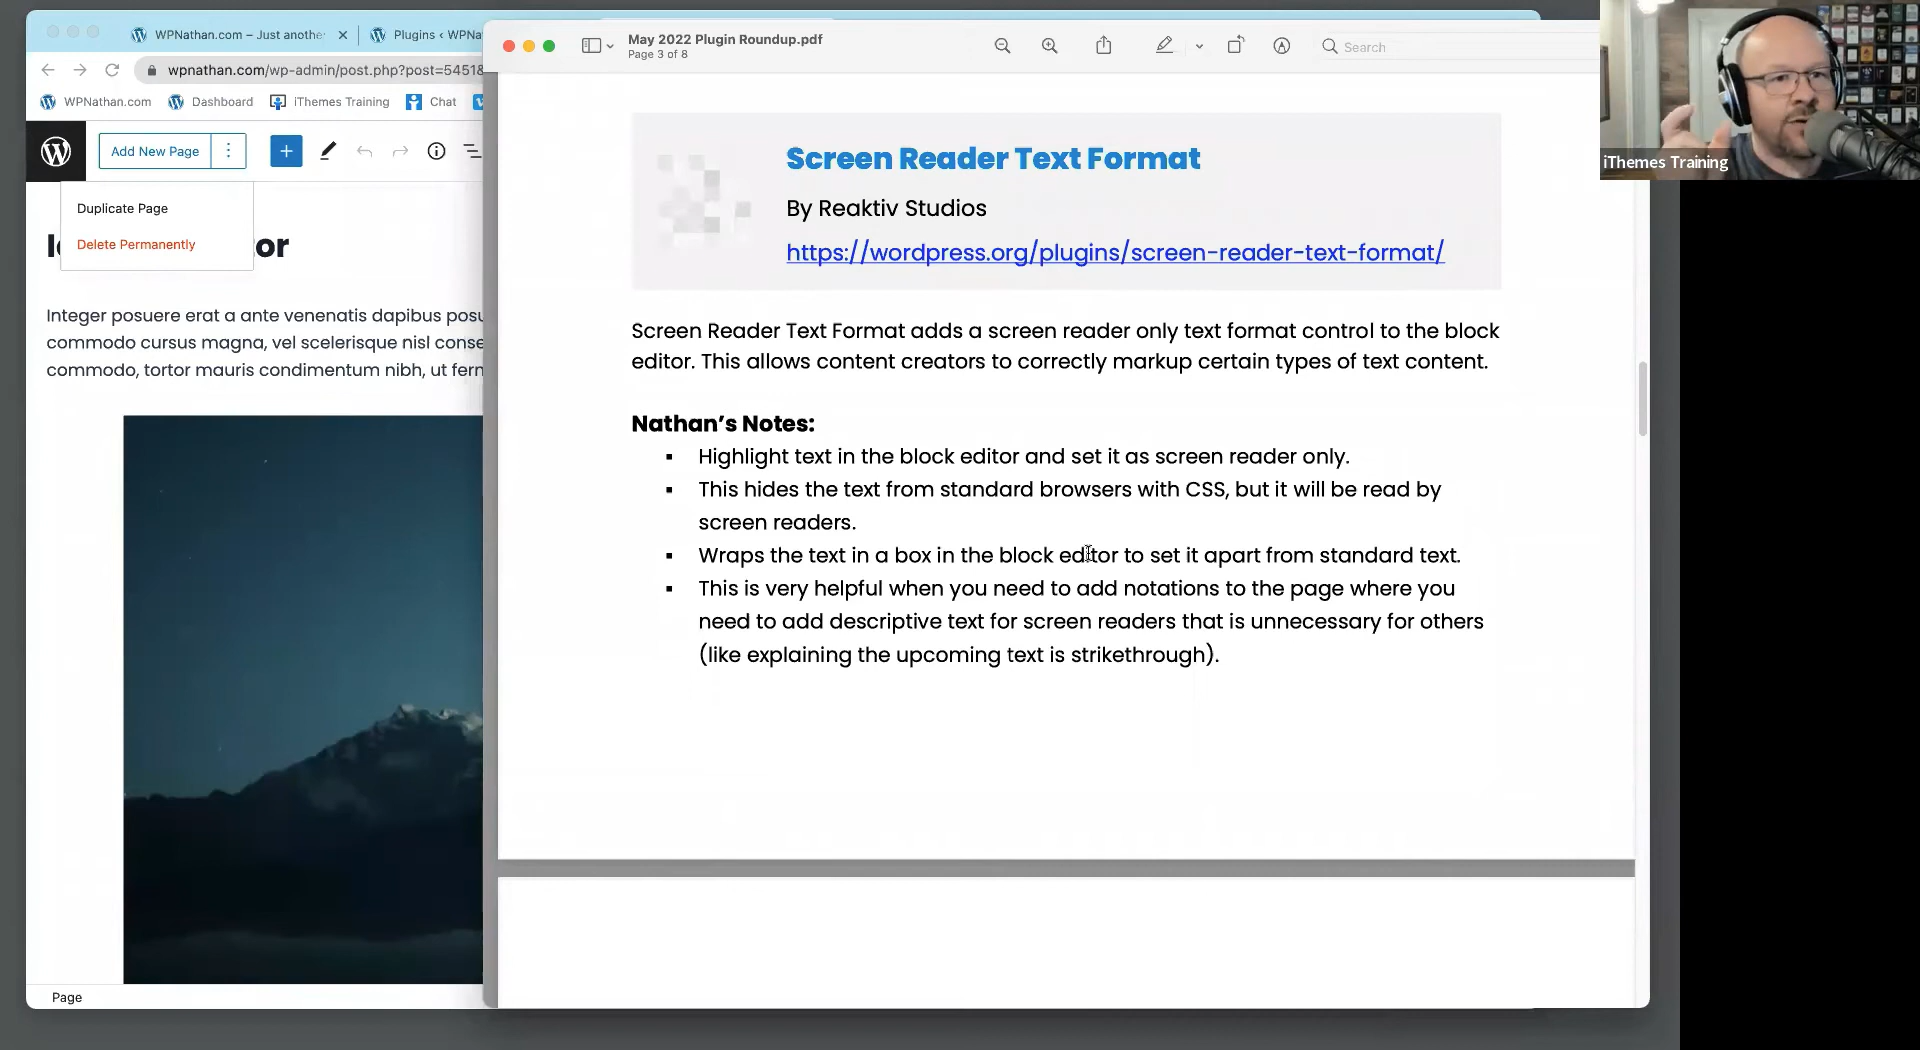 WPNathan.com – Just anothe
Plugins ‹ WPNa
wpnathan.com/wp-admin/post.php?post=5451&
WPNathan.com
Dashboard
iThemes Training
Chat
Add New Page
Duplicate Page
Delete Permanently
or
Integer posuere erat a ante venenatis dapibus posu
commodo cursus magna, vel scelerisque nisl conse
commodo, tortor mauris condimentum nibh, ut fern
Page
May 2022 Plugin Roundup.pdf
Page 3 of 8
Search
Screen Reader Text Format
By Reaktiv Studios
https://wordpress.org/plugins/screen-reader-text-format/
Screen Reader Text Format adds a screen reader only text format control to the block
editor. This allows content creators to correctly markup certain types of text content.
Nathan's Notes:
▪ Highlight text in the block editor and set it as screen reader only.
▪ This hides the text from standard browsers with CSS, but it will be read by
screen readers.
▪ Wraps the text in a box in the block editor to set it apart from standard text.
▪ This is very helpful when you need to add notations to the page where you
need to add descriptive text for screen readers that is unnecessary for others
(like explaining the upcoming text is strikethrough).
iThemes Training